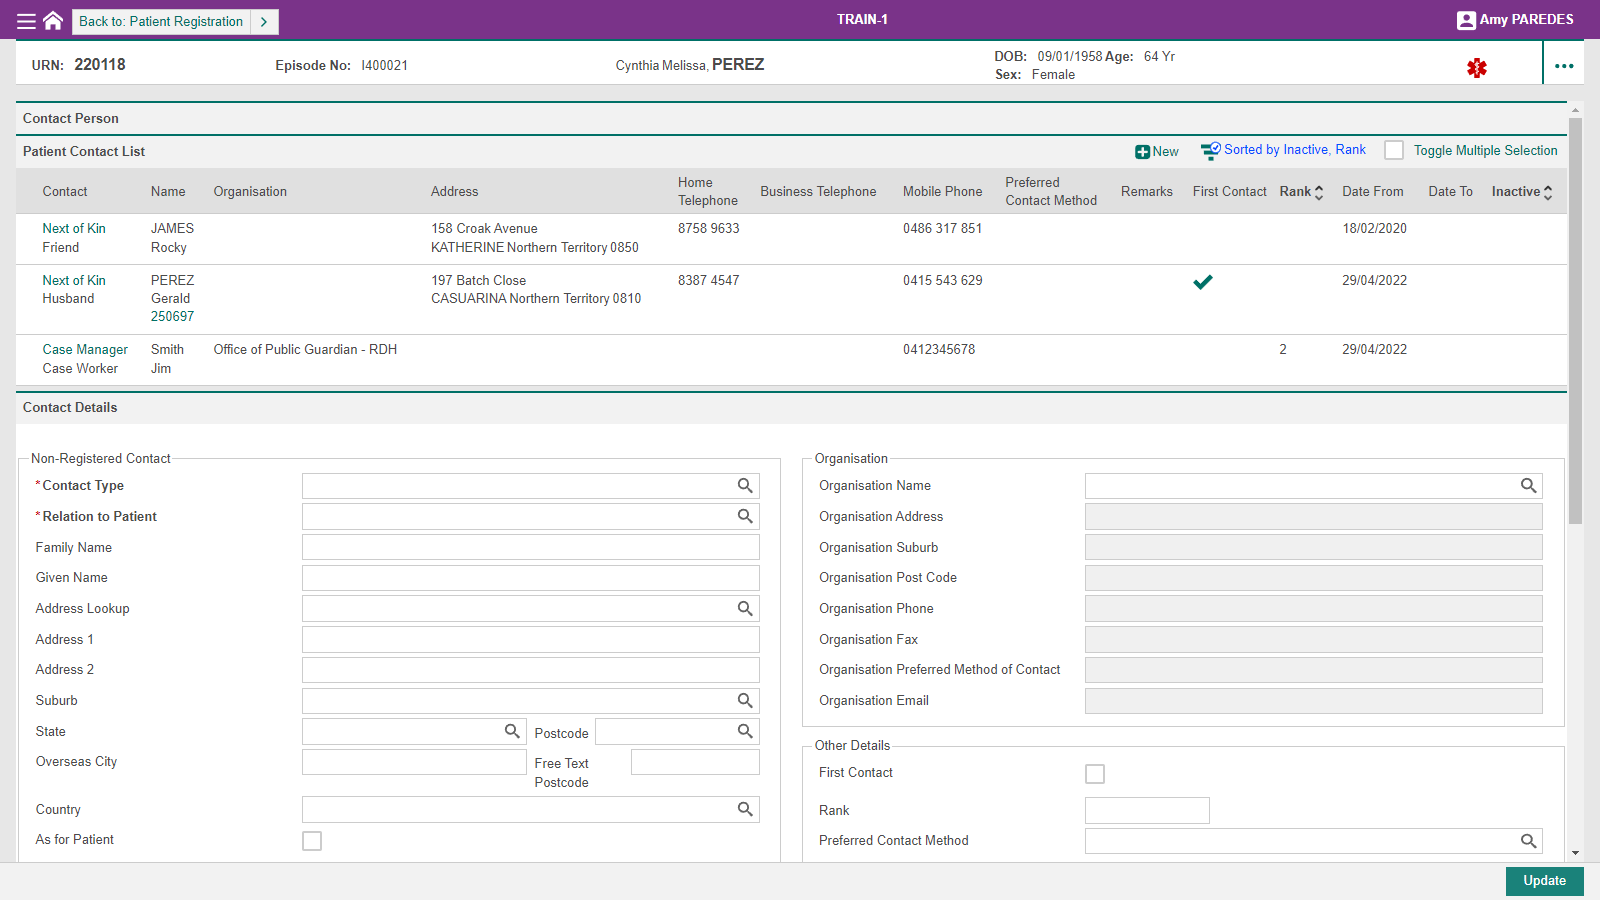 Back to: Patient Registration
TRAIN-1
Amy PAREDES
URN: 220118
Episode No: I400021
Cynthia Melissa, PEREZ
DOB: 09/01/1958 Age: 64 Yr
Sex: Female
Contact Person
Patient Contact List
New
Sorted by Inactive, Rank
Toggle Multiple Selection
Contact Name Organisation Address Home Telephone Business Telephone Mobile Phone Preferred Contact Method Remarks First Contact Rank Date From Date To Inactive
Next of Kin JAMES 158 Croak Avenue 8758 9633 0486 317 851 18/02/2020
Friend Rocky KATHERINE Northern Territory 0850
Next of Kin PEREZ 197 Batch Close 8387 4547 0415 543 629 29/04/2022
Husband Gerald CASUARINA Northern Territory 0810
250697
Case Manager Smith Office of Public Guardian - RDH 0412345678 2 29/04/2022
Case Worker Jim
Contact Details
Non-Registered Contact
*Contact Type
*Relation to Patient
Family Name
Given Name
Address Lookup
Address 1
Address 2
Suburb
State Postcode
Overseas City Free Text Postcode
Country
As for Patient
Organisation
Organisation Name
Organisation Address
Organisation Suburb
Organisation Post Code
Organisation Phone
Organisation Fax
Organisation Preferred Method of Contact
Organisation Email
Other Details
First Contact
Rank
Preferred Contact Method
Update